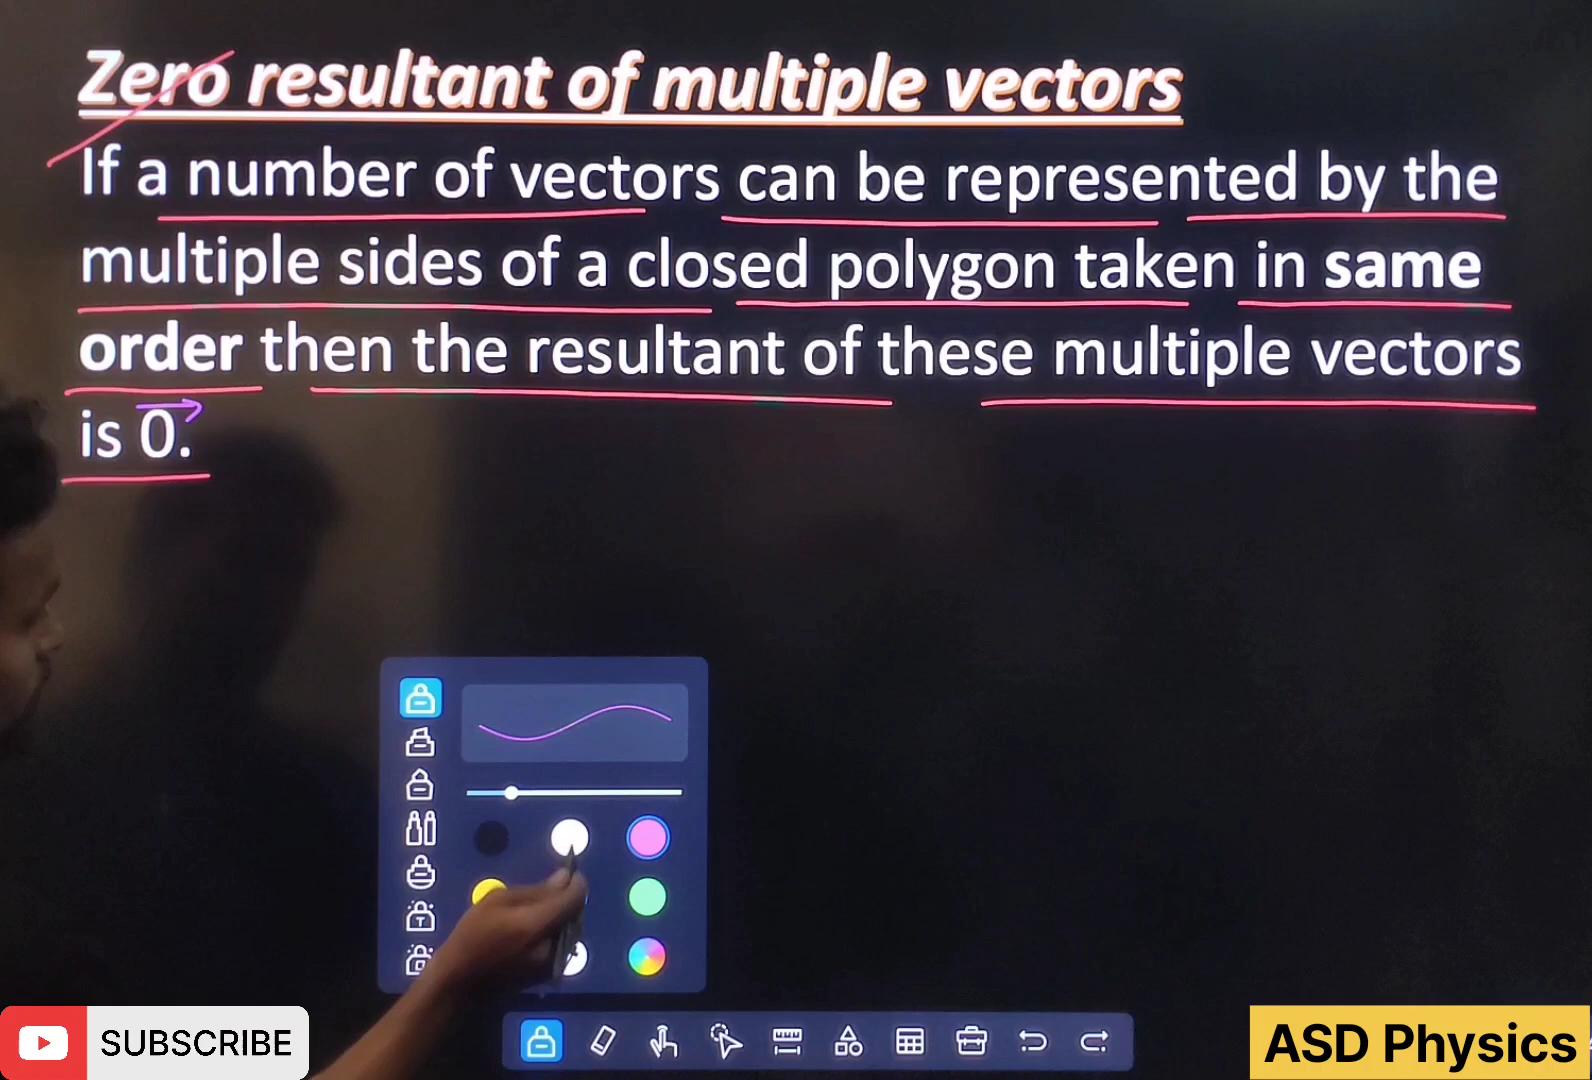 Zero resultant of multiple vectors
If a number of vectors can be represented by the
multiple sides of a closed polygon taken in same
order then the resultant of these multiple vectors
is 0.
SUBSCRIBE
ASD Physics